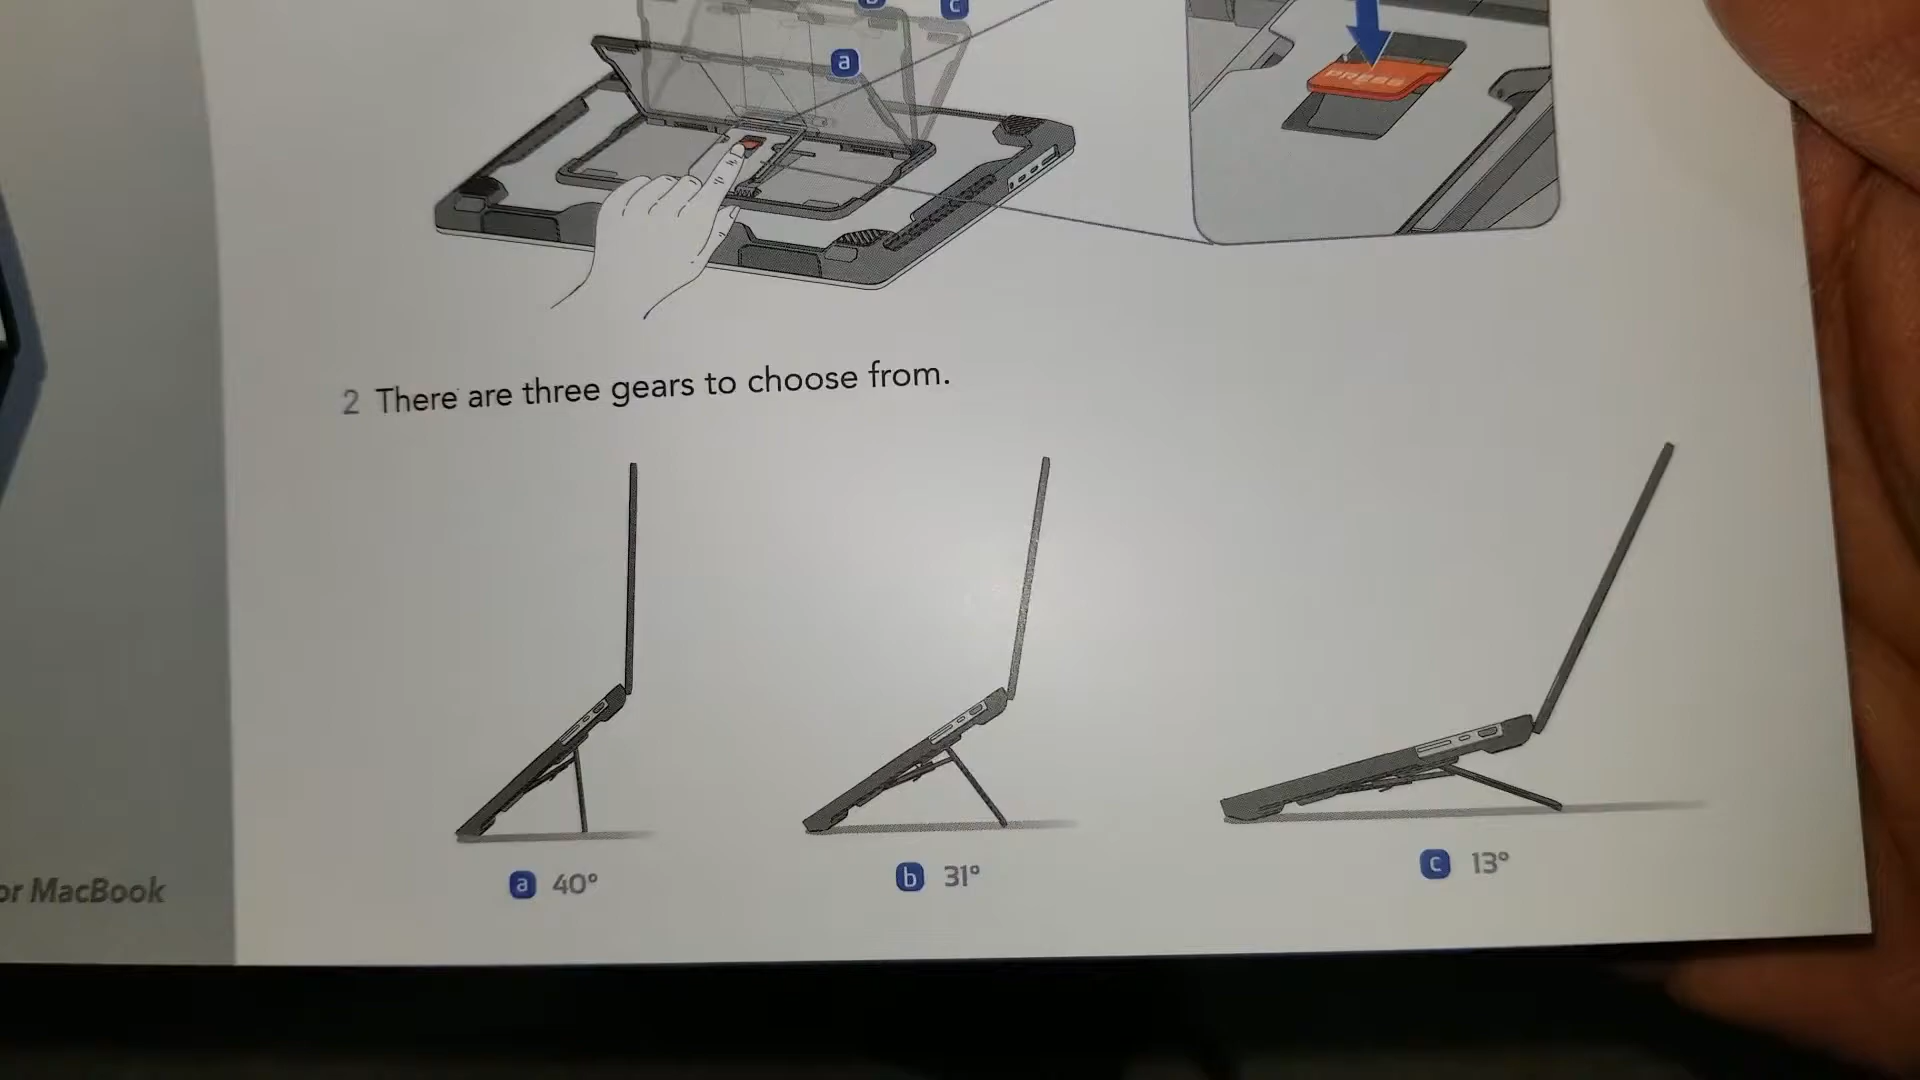 b
c
a
PRESS
2 There are three gears to choose from.
a 40°
b 31°
c 13°
or MacBook